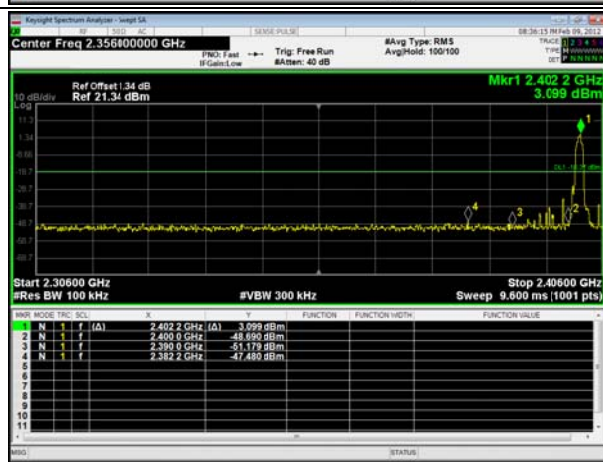 Keysight Spectrum Analyzer - Swept SA
RF 50 Ω AC SENSE:PULSE 08:36:15 PM Feb 09, 2012
Center Freq 2.356000000 GHz
PNO: Fast
IFGain:Low
Trig: Free Run
#Atten: 40 dB
#Avg Type: RMS
Avg|Hold: 100/100
TRACE 1 2 3 4 5 6
TYPE
DET P N N N N N
Ref Offset 1.34 dB
Ref 21.34 dBm
10 dB/div
Log
Mkr1 2.402 2 GHz
3.099 dBm
11.3
1.34
-8.66
-18.7
-28.7
-38.7
-48.7
-58.7
-68.7
1
2
3
4
Start 2.30600 GHz
#Res BW 100 kHz
#VBW 300 kHz
Stop 2.40600 GHz
Sweep 9.600 ms (1001 pts)
MKR MODE TRC SCL X Y FUNCTION FUNCTION WIDTH FUNCTION VALUE
1 N 1 f (Δ) 2.402 2 GHz (Δ) 3.099 dBm
2 N 1 f 2.400 0 GHz -48.690 dBm
3 N 1 f 2.390 0 GHz -51.179 dBm
4 N 1 f 2.382 2 GHz -47.480 dBm
5
6
7
8
9
10
11
MSG STATUS